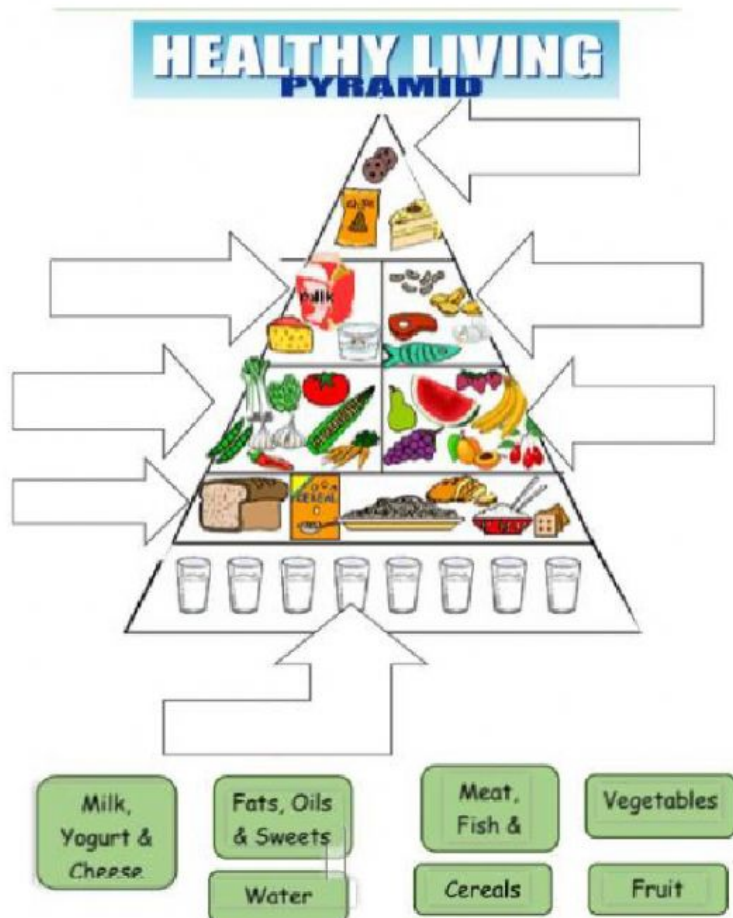 HEALTHY LIVING
PYRAMID
Milk
CEREAL
Milk,
Yogurt &
Cheese
Fats, Oils
& Sweets
Meat,
Fish &
Vegetables
Water
Cereals
Fruit